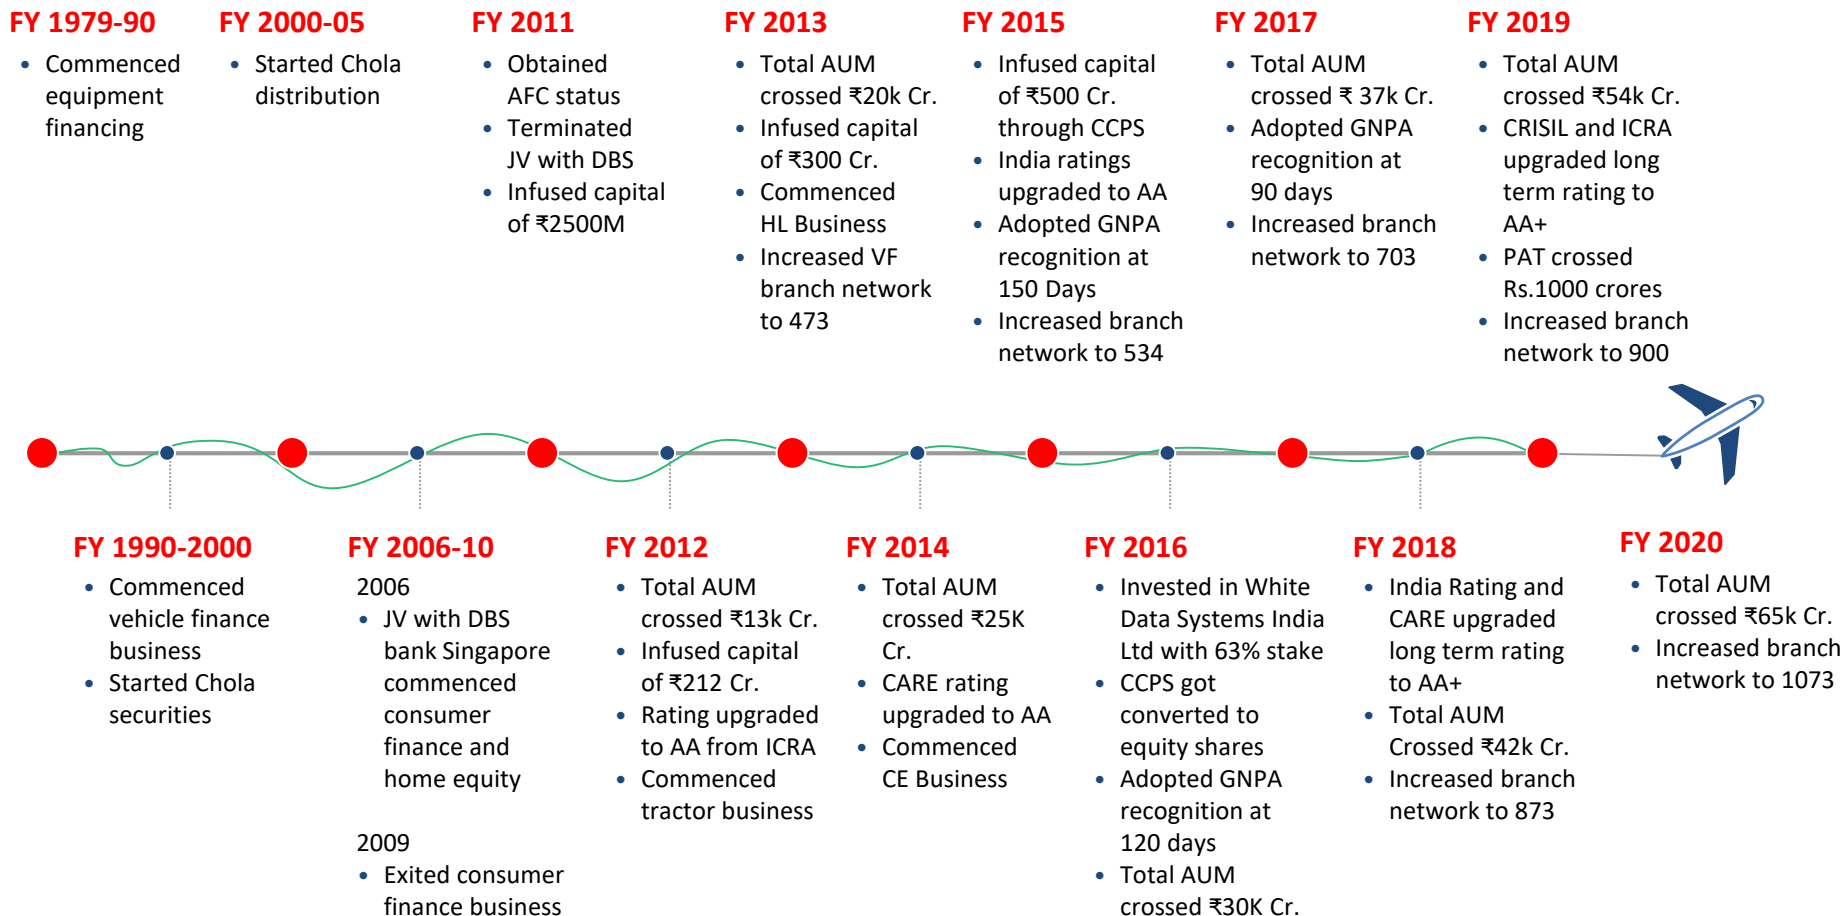 FY 1979-90
• Commenced
equipment
financing
FY 2000-05
• Started Chola
distribution
FY 2011
• Obtained
AFC status
• Terminated
JV with DBS
• Infused capital
of ₹2500M
FY 2013
• Total AUM
crossed ₹20k Cr.
• Infused capital
of ₹300 Cr.
• Commenced
HL Business
• Increased VF
branch network
to 473
FY 2015
• Infused capital
of ₹500 Cr.
through CCPS
• India ratings
upgraded to AA
• Adopted GNPA
recognition at
150 Days
• Increased branch
network to 534
FY 2017
• Total AUM
crossed ₹ 37k Cr.
• Adopted GNPA
recognition at
90 days
• Increased branch
network to 703
FY 2019
• Total AUM
crossed ₹54k Cr.
• CRISIL and ICRA
upgraded long
term rating to
AA+
• PAT crossed
Rs.1000 crores
• Increased branch
network to 900
FY 1990-2000
• Commenced
vehicle finance
business
• Started Chola
securities
FY 2006-10
2006
• JV with DBS
bank Singapore
commenced
consumer
finance and
home equity
2009
• Exited consumer
finance business
FY 2012
• Total AUM
crossed ₹13k Cr.
• Infused capital
of ₹212 Cr.
• Rating upgraded
to AA from ICRA
• Commenced
tractor business
FY 2014
• Total AUM
crossed ₹25K
Cr.
• CARE rating
upgraded to AA
• Commenced
CE Business
FY 2016
• Invested in White
Data Systems India
Ltd with 63% stake
• CCPS got
converted to
equity shares
• Adopted GNPA
recognition at
120 days
• Total AUM
crossed ₹30K Cr.
FY 2018
• India Rating and
CARE upgraded
long term rating
to AA+
• Total AUM
Crossed ₹42k Cr.
• Increased branch
network to 873
FY 2020
• Total AUM
crossed ₹65k Cr.
• Increased branch
network to 1073